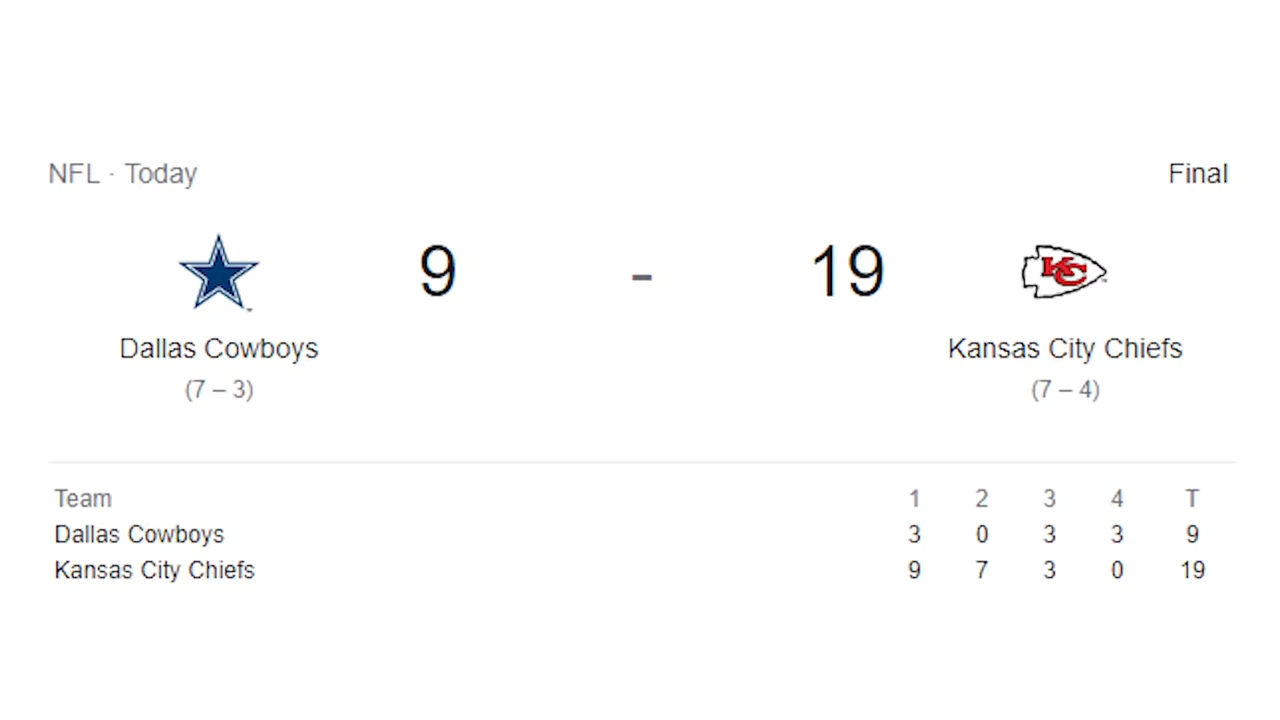 NFL · Today Final
9 - 19
KC
Dallas Cowboys Kansas City Chiefs
(7 – 3) (7 – 4)
Team 1 2 3 4 T
Dallas Cowboys 3 0 3 3 9
Kansas City Chiefs 9 7 3 0 19